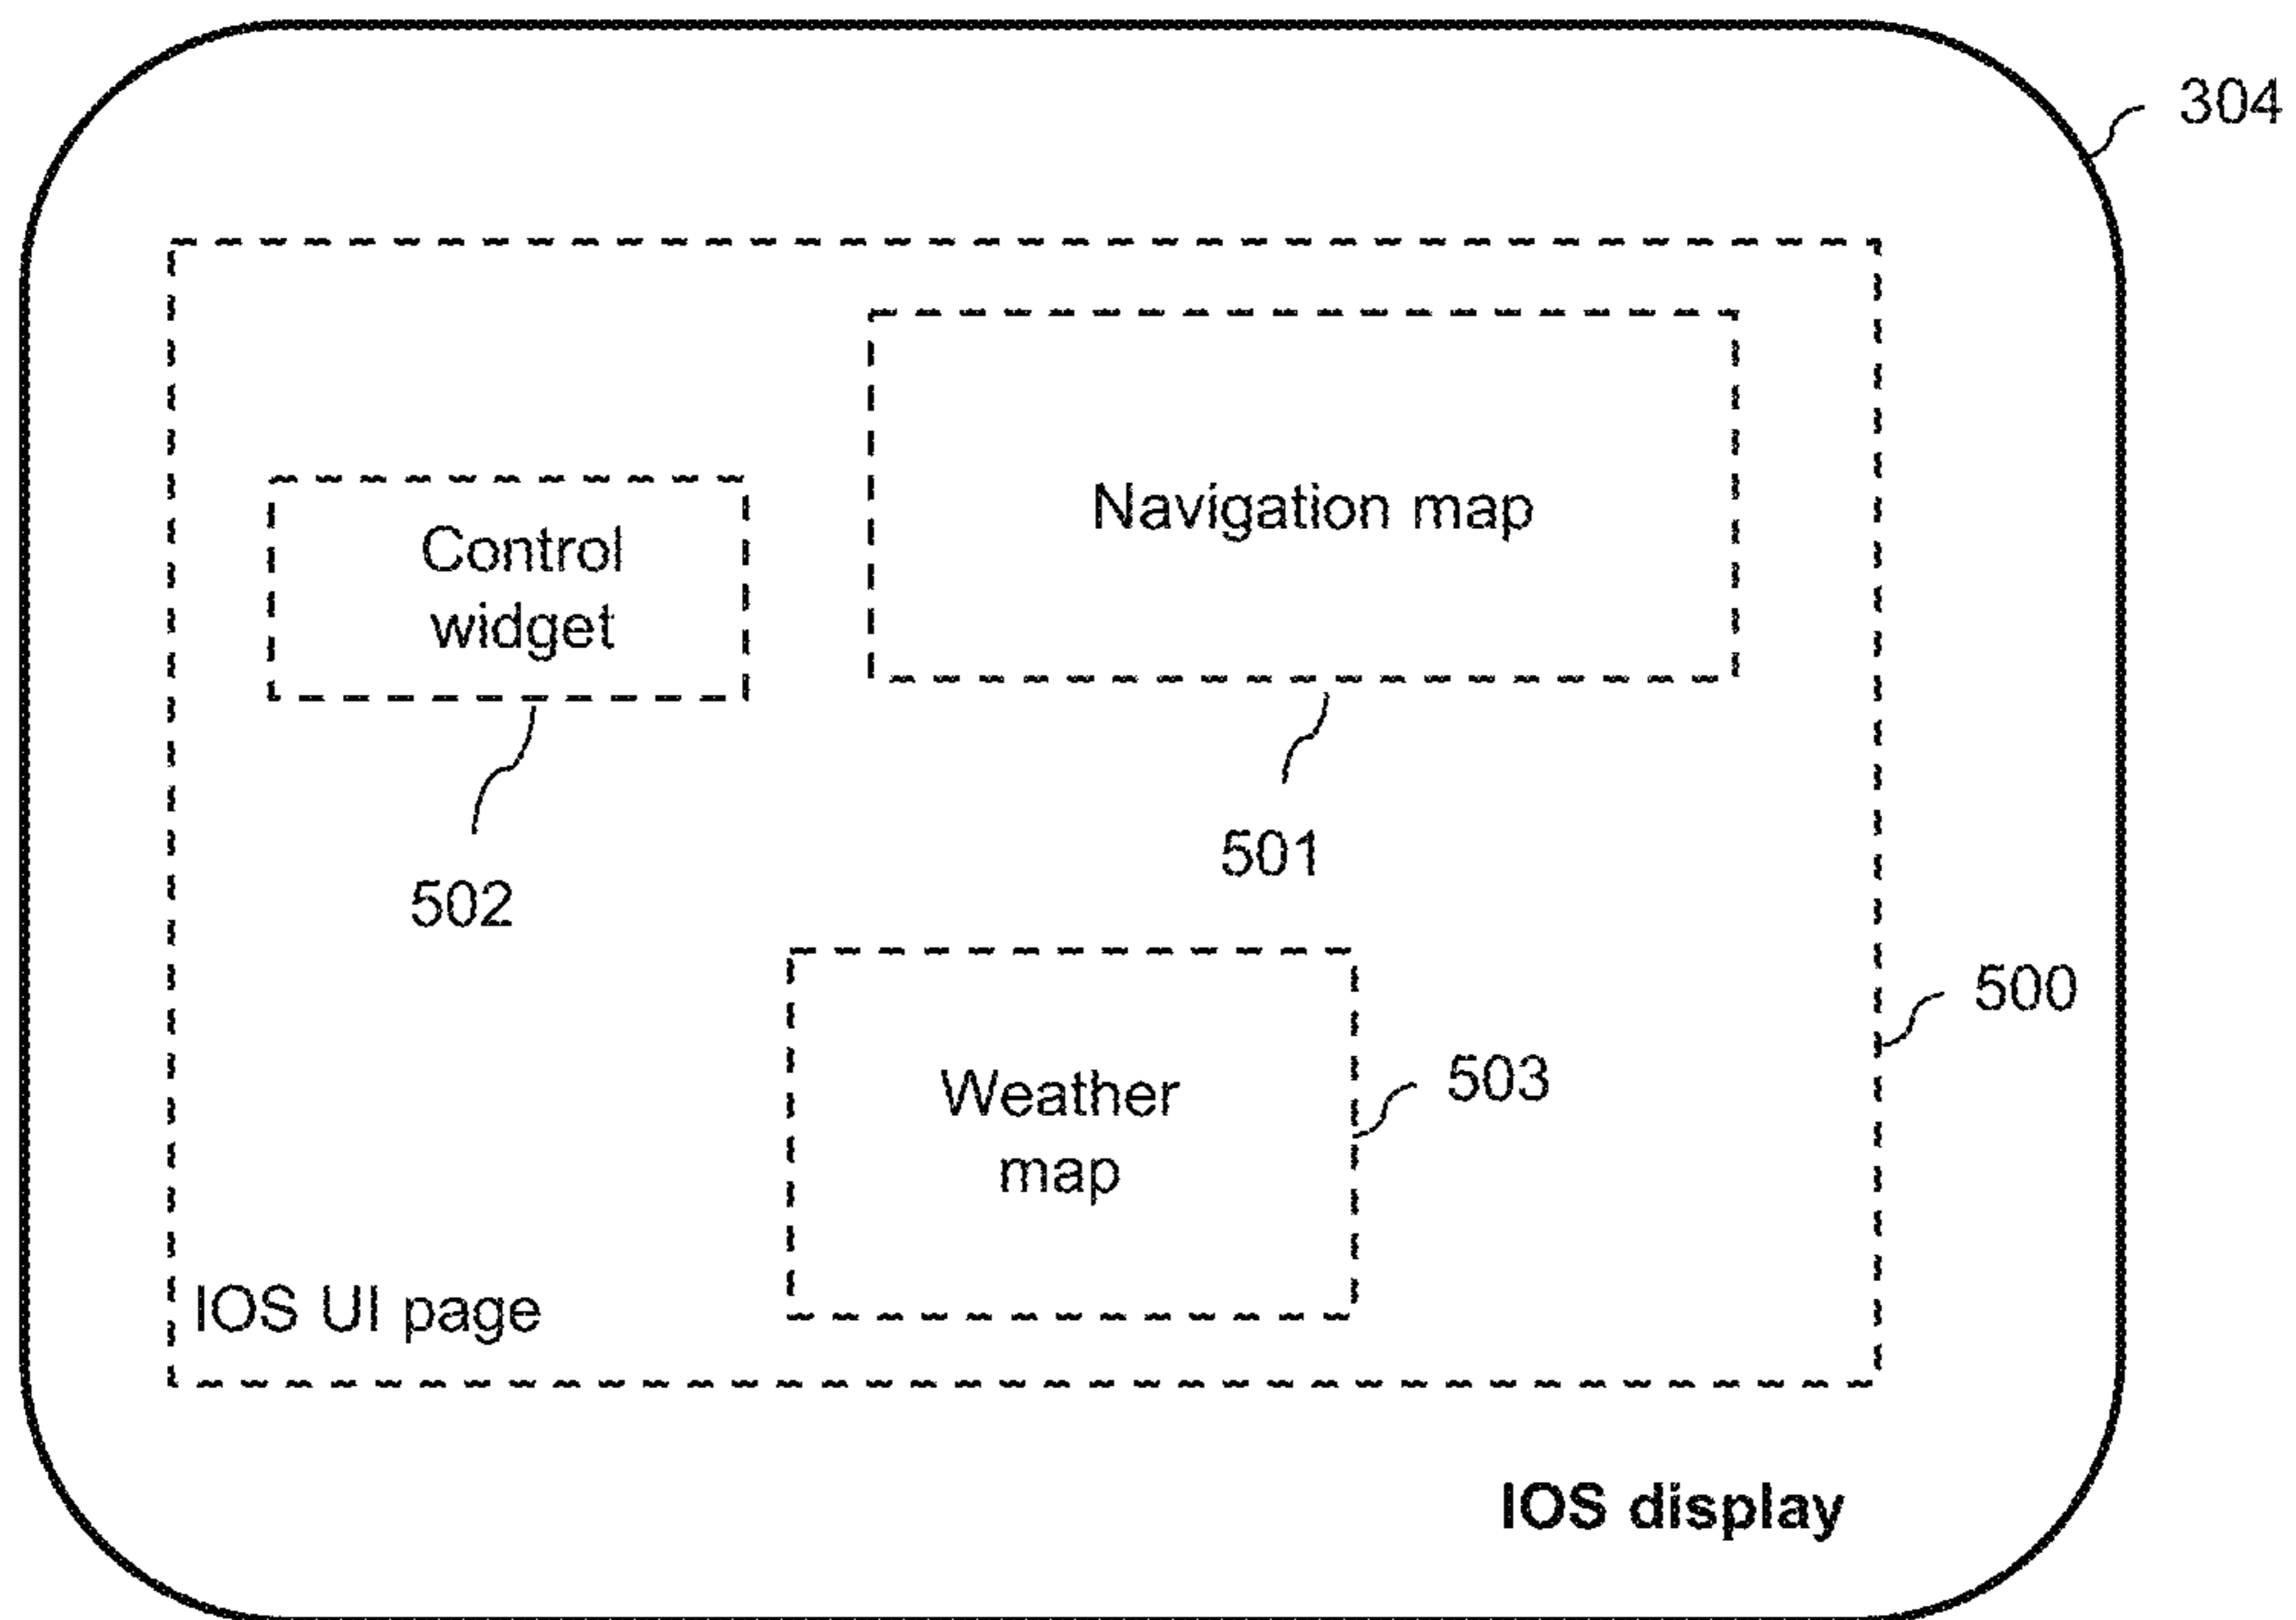 304
Navigation map
Control
widget
501
502
500
Weather
map
503
IOS UI page
IOS display